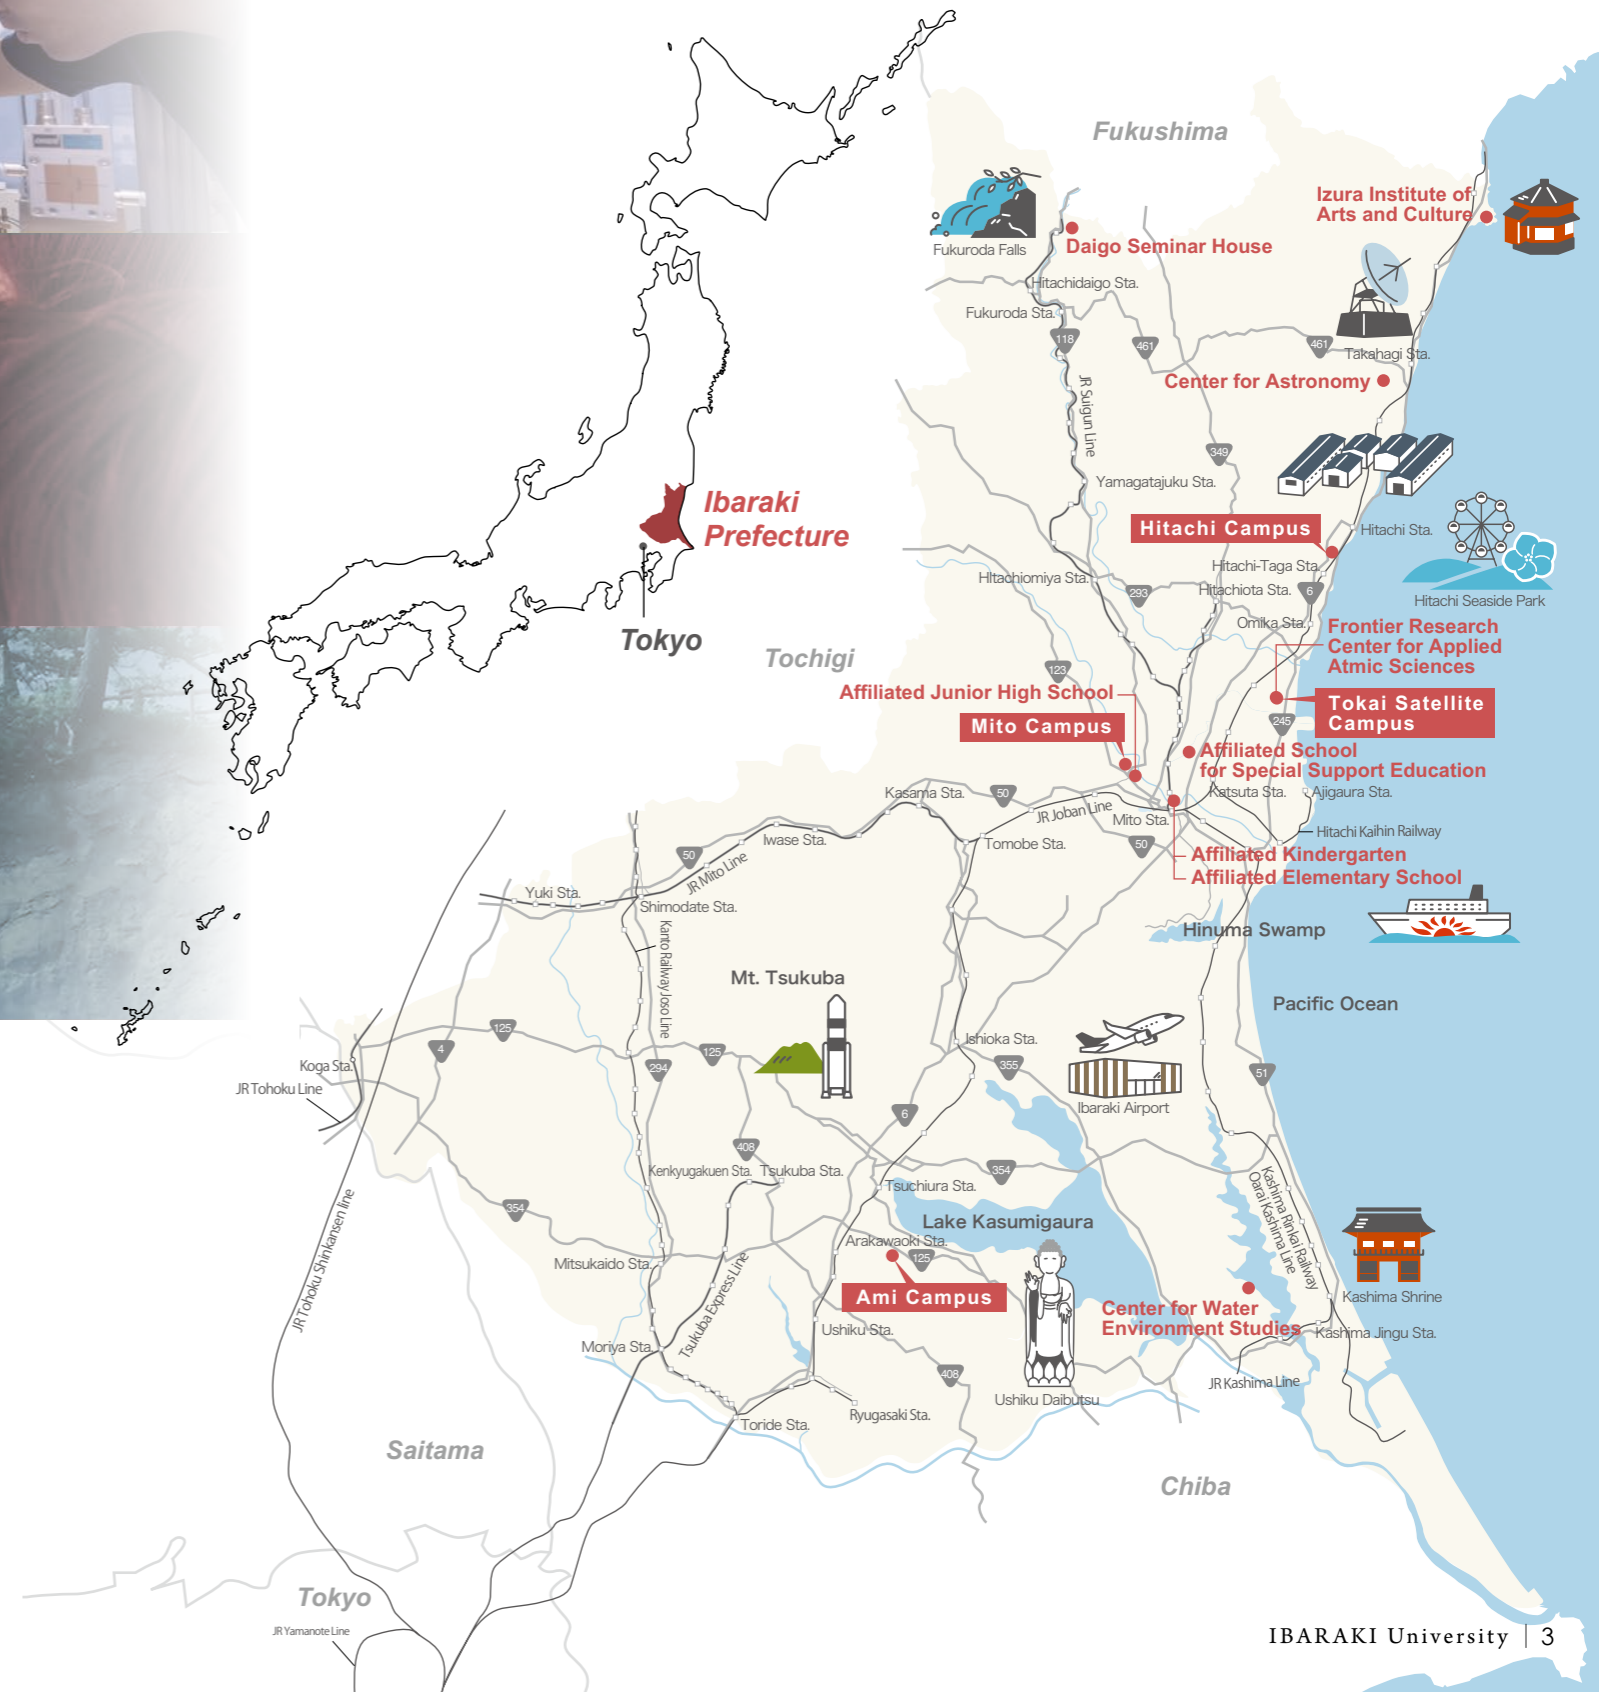 Fukushima
Izura Institute of
Arts and Culture
Fukuroda Falls
Daigo Seminar House
Hitachidaigo Sta.
Fukuroda Sta.
118
461
461
Takahagi Sta.
Center for Astronomy
JR Suigun Line
349
Yamagatajuku Sta.
Ibaraki
Prefecture
Hitachi Campus
Hitachi Sta.
Hitachi-Taga Sta.
HItachiomiya Sta.
293
Hitachiota Sta.
6
Hitachi Seaside Park
Omika Sta.
Tokyo
Tochigi
Frontier Research
Center for Applied
Atmic Sciences
123
Affiliated Junior High School
Tokai Satellite
Campus
Mito Campus
245
Affiliated School
for Special Support Education
Kasama Sta.
50
JR Joban Line
Mito Sta.
Katsuta Sta.
Ajigaura Sta.
Hitachi Kaihin Railway
Iwase Sta.
Tomobe Sta.
50
50
JR Mito Line
Affiliated Kindergarten
Affiliated Elementary School
Yuki Sta.
Shimodate Sta.
Kanto Railway Joso Line
Hinuma Swamp
Mt. Tsukuba
Pacific Ocean
125
4
125
294
Ishioka Sta.
355
51
Koga Sta.
JR Tohoku Line
Ibaraki Airport
6
408
Kenkyugakuen Sta.
Tsukuba Sta.
354
Tsuchiura Sta.
Kashima Rinkai Railway
Oarai Kashima Line
354
Lake Kasumigaura
Arakawaoki Sta.
125
JR Tohoku Shinkansen line
Mitsukaido Sta.
Tsukuba Express Line
Ami Campus
Kashima Shrine
Center for Water
Environment Studies
Ushiku Sta.
Kashima Jingu Sta.
Moriya Sta.
408
JR Kashima Line
Ushiku Daibutsu
Ryugasaki Sta.
Toride Sta.
Saitama
Chiba
Tokyo
JR Yamanote Line
IBARAKI University | 3